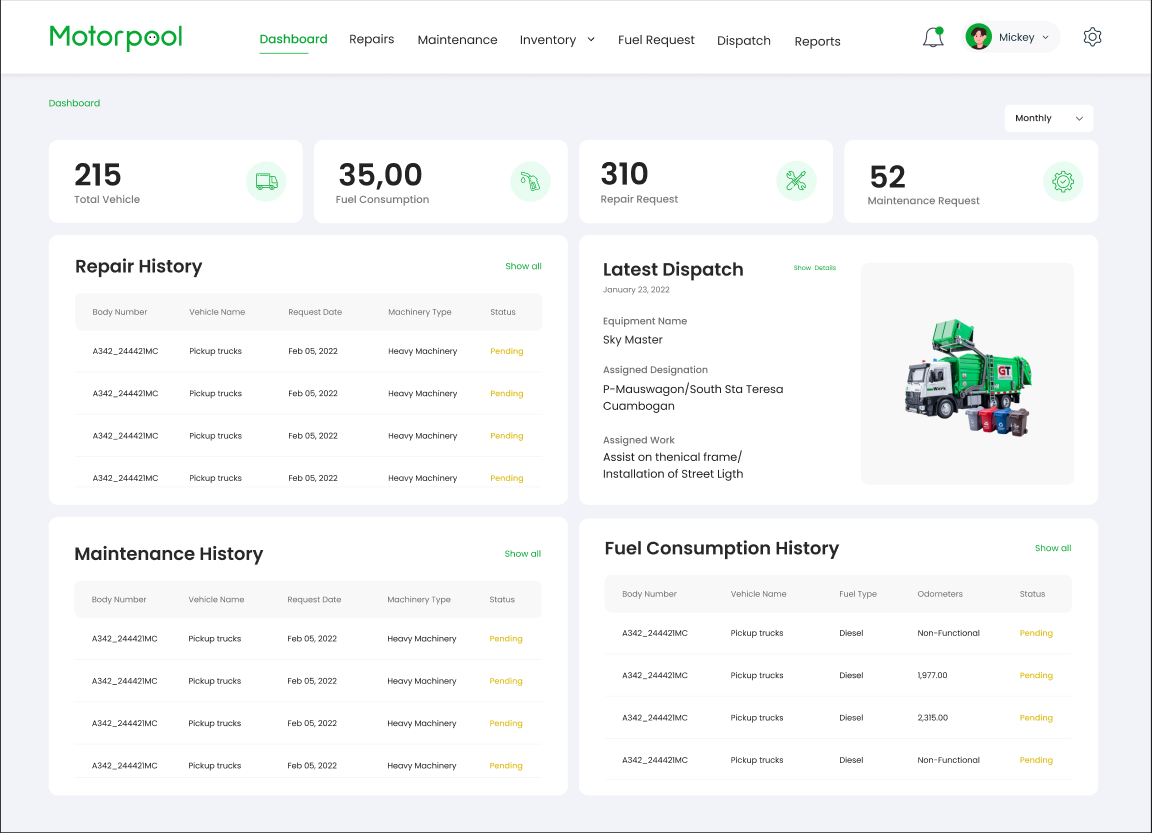 Motorpool
Dashboard Repairs Maintenance Inventory Fuel Request Dispatch Reports
Mickey
Dashboard
Monthly
215
Total Vehicle
35,00
Fuel Consumption
310
Repair Request
52
Maintenance Request
Repair History
Show all
Body Number Vehicle Name Request Date Machinery Type Status
A342_244421MC Pickup trucks Feb 05, 2022 Heavy Machinery Pending
A342_244421MC Pickup trucks Feb 05, 2022 Heavy Machinery Pending
A342_244421MC Pickup trucks Feb 05, 2022 Heavy Machinery Pending
A342_244421MC Pickup trucks Feb 05, 2022 Heavy Machinery Pending
Latest Dispatch
Show Details
January 23, 2022
Equipment Name
Sky Master
Assigned Designation
P-Mauswagon/South Sta Teresa
Cuambogan
Assigned Work
Assist on thenical frame/
Installation of Street Ligth
GT
Maintenance History
Show all
Body Number Vehicle Name Request Date Machinery Type Status
A342_244421MC Pickup trucks Feb 05, 2022 Heavy Machinery Pending
A342_244421MC Pickup trucks Feb 05, 2022 Heavy Machinery Pending
A342_244421MC Pickup trucks Feb 05, 2022 Heavy Machinery Pending
A342_244421MC Pickup trucks Feb 05, 2022 Heavy Machinery Pending
Fuel Consumption History
Show all
Body Number Vehicle Name Fuel Type Odometers Status
A342_244421MC Pickup trucks Diesel Non-Functional Pending
A342_244421MC Pickup trucks Diesel 1,977.00 Pending
A342_244421MC Pickup trucks Diesel 2,315.00 Pending
A342_244421MC Pickup trucks Diesel Non-Functional Pending